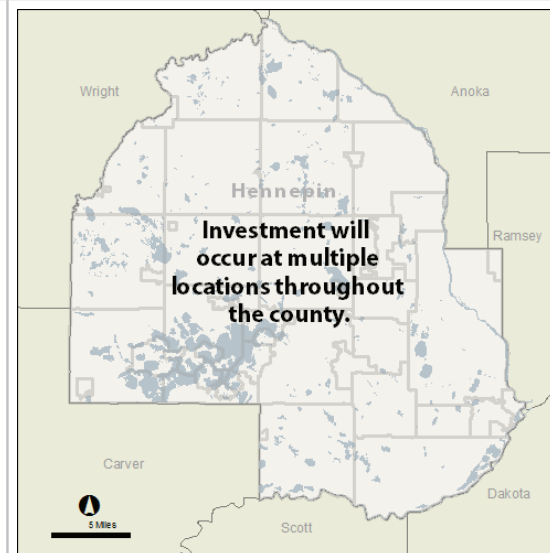 Wright
Anoka
Hennepin
Ramsey
Investment will
occur at multiple
locations throughout
the county.
Carver
Dakota
5 Miles
Scott